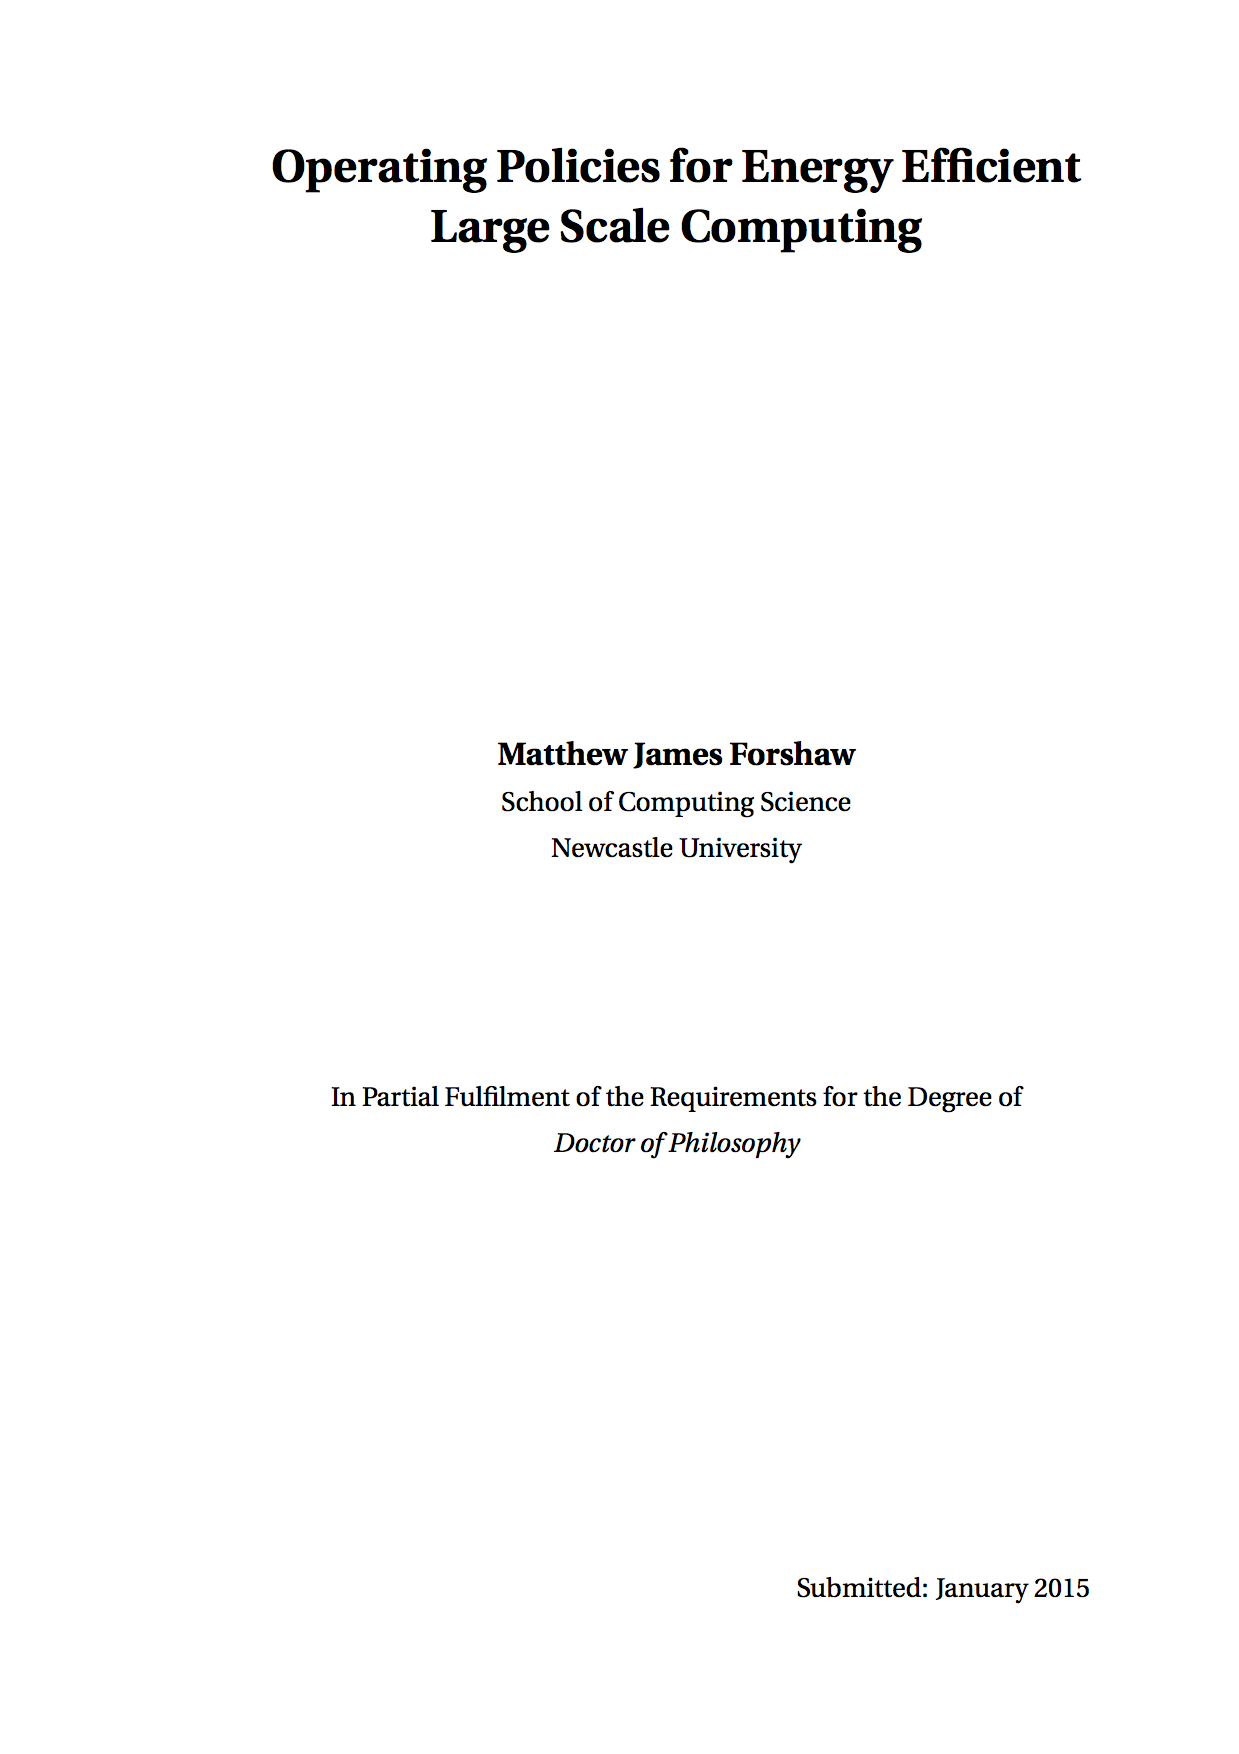 Operating Policies for Energy Efficient
Large Scale Computing
Matthew James Forshaw
School of Computing Science
Newcastle University
In Partial Fulfilment of the Requirements for the Degree of
Doctor of Philosophy
Submitted: January 2015